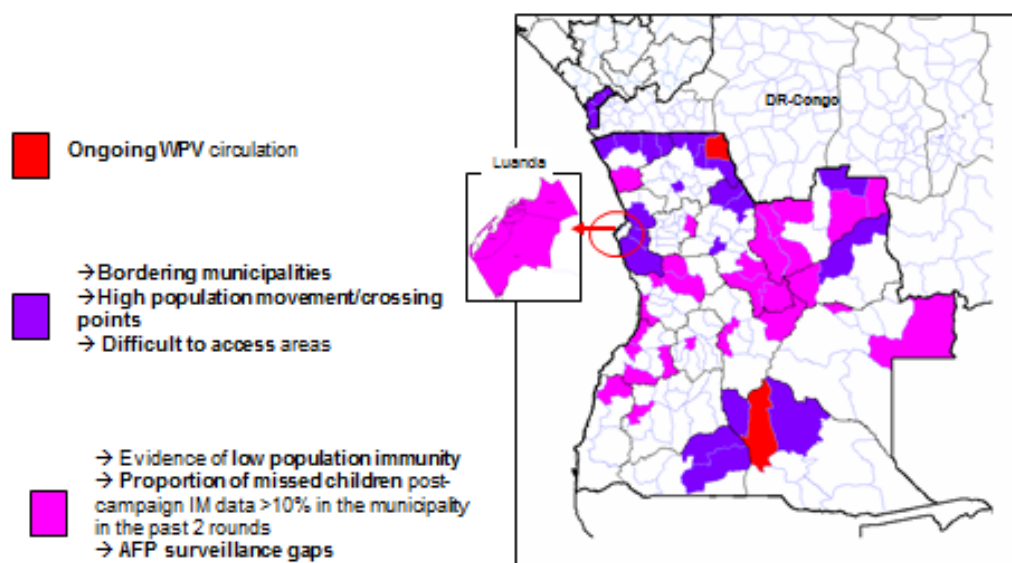 DR-Congo
Luanda
Ongoing WPV circulation
→Bordering municipalities
→High population movement/crossing
points
→ Difficult to access areas
→ Evidence of low population immunity
→ Proportion of missed children post-
campaign IM data >10% in the municipality
in the past 2 rounds
→ AFP surveillance gaps